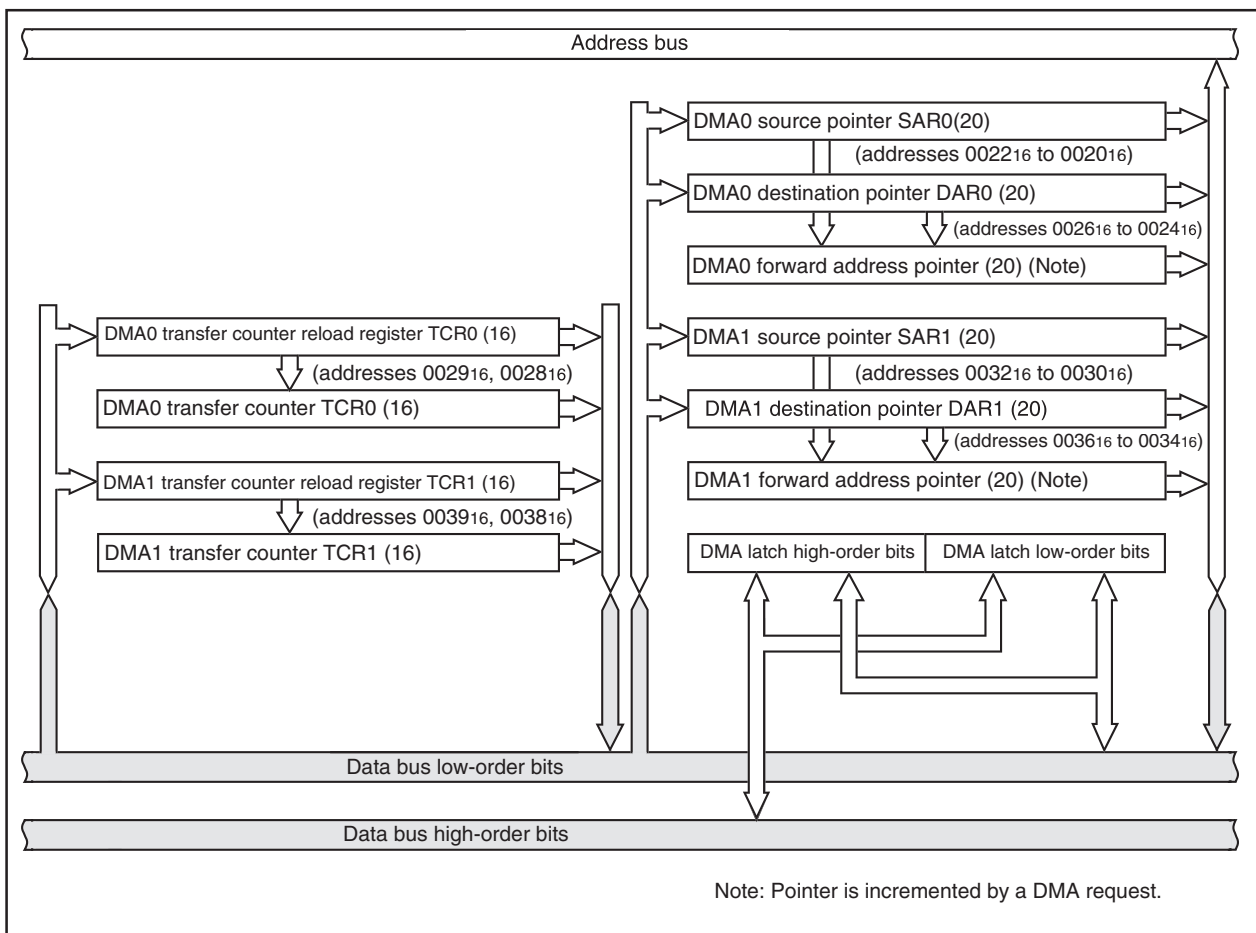 Address bus
DMA0 source pointer SAR0(20)
(addresses 002216 to 002016)
DMA0 destination pointer DAR0 (20)
(addresses 002616 to 002416)
DMA0 forward address pointer (20) (Note)
DMA0 transfer counter reload register TCR0 (16)
(addresses 002916, 002816)
DMA0 transfer counter TCR0 (16)
DMA1 transfer counter reload register TCR1 (16)
(addresses 003916, 003816)
DMA1 transfer counter TCR1 (16)
DMA1 source pointer SAR1 (20)
(addresses 003216 to 003016)
DMA1 destination pointer DAR1 (20)
(addresses 003616 to 003416)
DMA1 forward address pointer (20) (Note)
DMA latch high-order bits
DMA latch low-order bits
Data bus low-order bits
Data bus high-order bits
Note: Pointer is incremented by a DMA request.